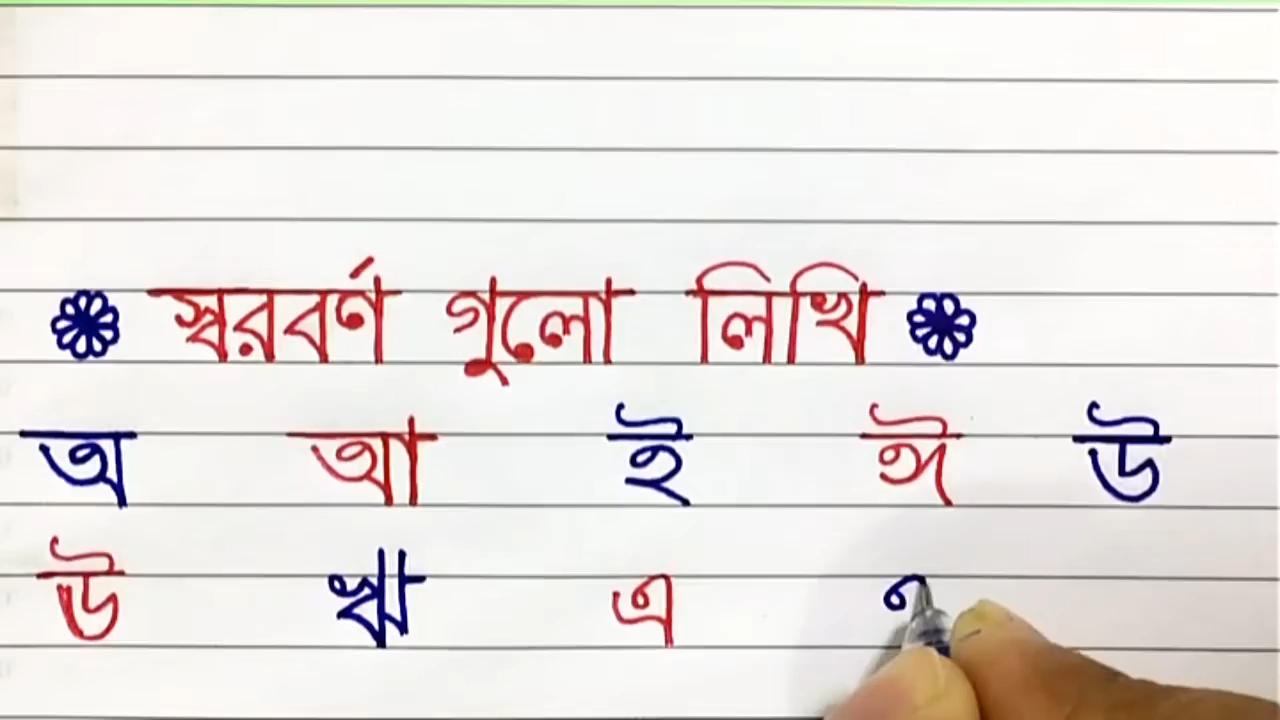 স্বরবর্ণ গুলো লিখি
অ আ ই ঈ উ
উ ঋ এ